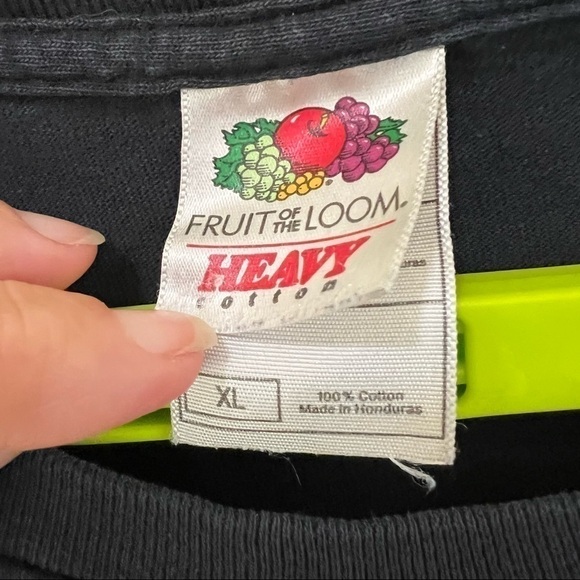 FRUIT OF THE LOOM
HEAVY
cotton
XL
100% Cotton
Made in Honduras